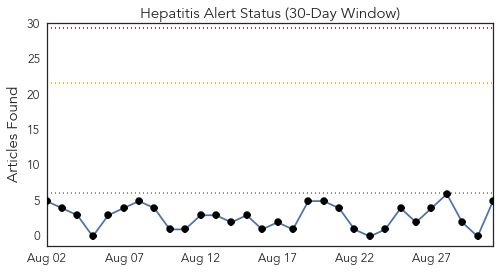 Hepatitis Alert Status (30-Day Window)
Articles Found
30
25
20
15
10
5
0
Aug 02 Aug 07 Aug 12 Aug 17 Aug 22 Aug 27